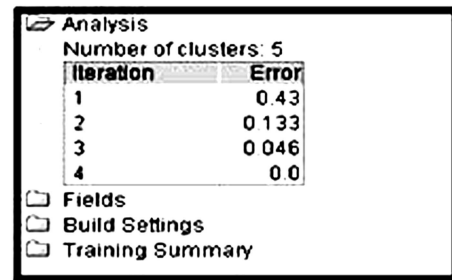 Analysis
Number of clusters: 5
Iteration Error
1 0.43
2 0.133
3 0.046
4 0.0
Fields
Build Settings
Training Summary